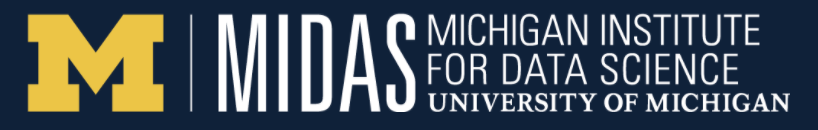 M MIDAS MICHIGAN INSTITUTE
FOR DATA SCIENCE
UNIVERSITY OF MICHIGAN